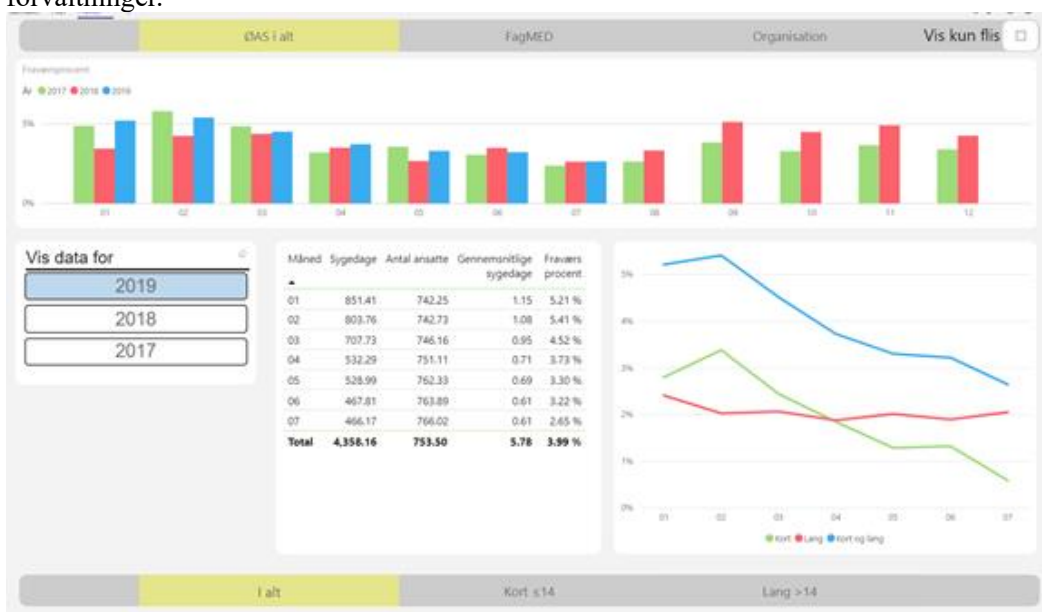 forvaltninger.
ØAS i alt FagMED Organisation Vis kun flis
Fraværsprocent
År 2017 2018 2019
5%
0%
01 02 03 04 05 06 07 08 09 10 11 12
Vis data for
2019
2018
2017
Måned Sygedage Antal ansatte Gennemsnitlige sygedage Fraværs procent
01 851.41 742.25 1.15 5.21 %
02 803.76 742.73 1.08 5.41 %
03 707.73 746.16 0.95 4.52 %
04 532.29 751.11 0.71 3.73 %
05 528.99 762.33 0.69 3.30 %
06 467.81 763.89 0.61 3.22 %
07 466.17 766.02 0.61 2.65 %
Total 4,358.16 753.50 5.78 3.99 %
5%
4%
3%
2%
1%
0%
01 02 03 04 05 06 07
Kort Lang Kort og lang
I alt Kort ≤14 Lang >14